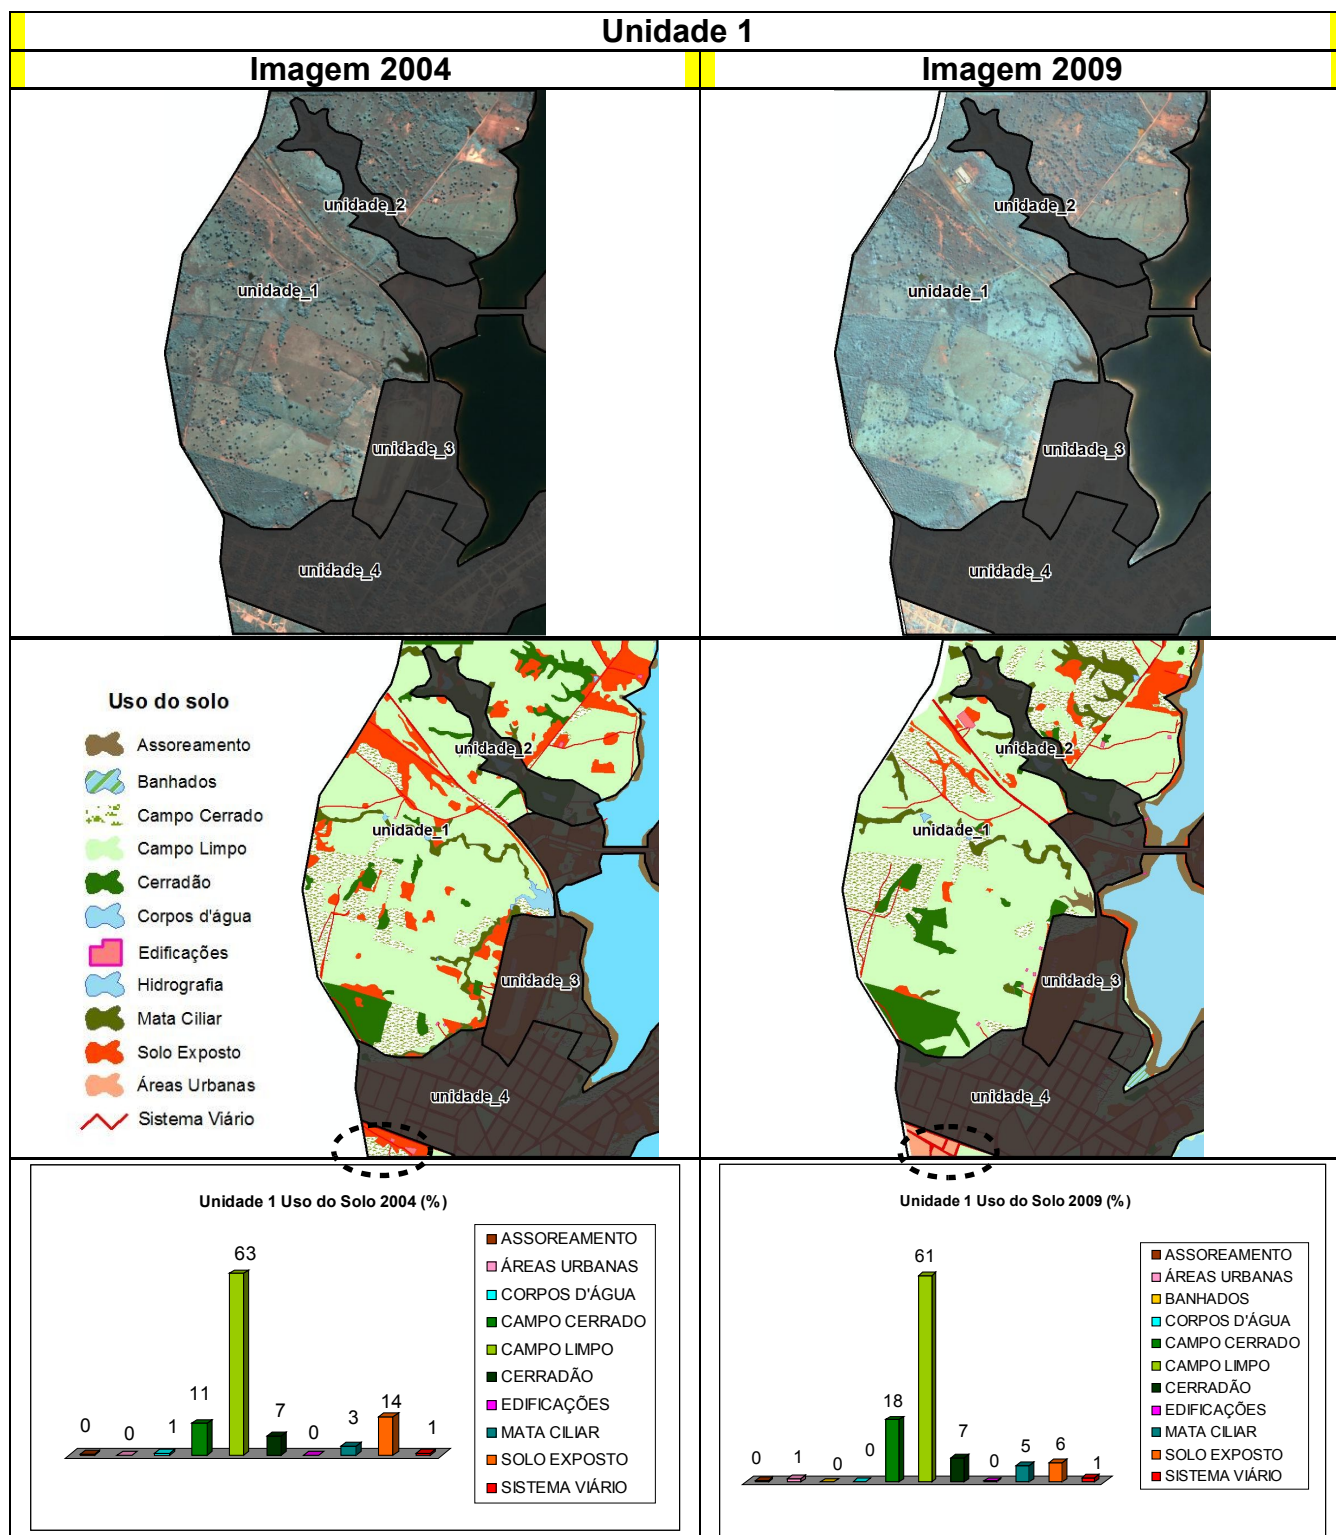 Unidade 1
Imagem 2004
Imagem 2009
unidade_2
unidade_1
unidade_3
unidade_4
unidade_2
unidade_1
unidade_3
unidade_4
Uso do solo
Assoreamento
Banhados
Campo Cerrado
Campo Limpo
Cerradão
Corpos d'água
Edificações
Hidrografia
Mata Ciliar
Solo Exposto
Áreas Urbanas
Sistema Viário
unidade_2
unidade_1
unidade_3
unidade_4
unidade_2
unidade_1
unidade_3
unidade_4
Unidade 1 Uso do Solo 2004 (%)
0
0
1
11
63
7
0
3
14
1
ASSOREAMENTO
ÁREAS URBANAS
CORPOS D'ÁGUA
CAMPO CERRADO
CAMPO LIMPO
CERRADÃO
EDIFICAÇÕES
MATA CILIAR
SOLO EXPOSTO
SISTEMA VIÁRIO
Unidade 1 Uso do Solo 2009 (%)
0
1
0
0
18
61
7
0
5
6
1
ASSOREAMENTO
ÁREAS URBANAS
BANHADOS
CORPOS D'ÁGUA
CAMPO CERRADO
CAMPO LIMPO
CERRADÃO
EDIFICAÇÕES
MATA CILIAR
SOLO EXPOSTO
SISTEMA VIÁRIO